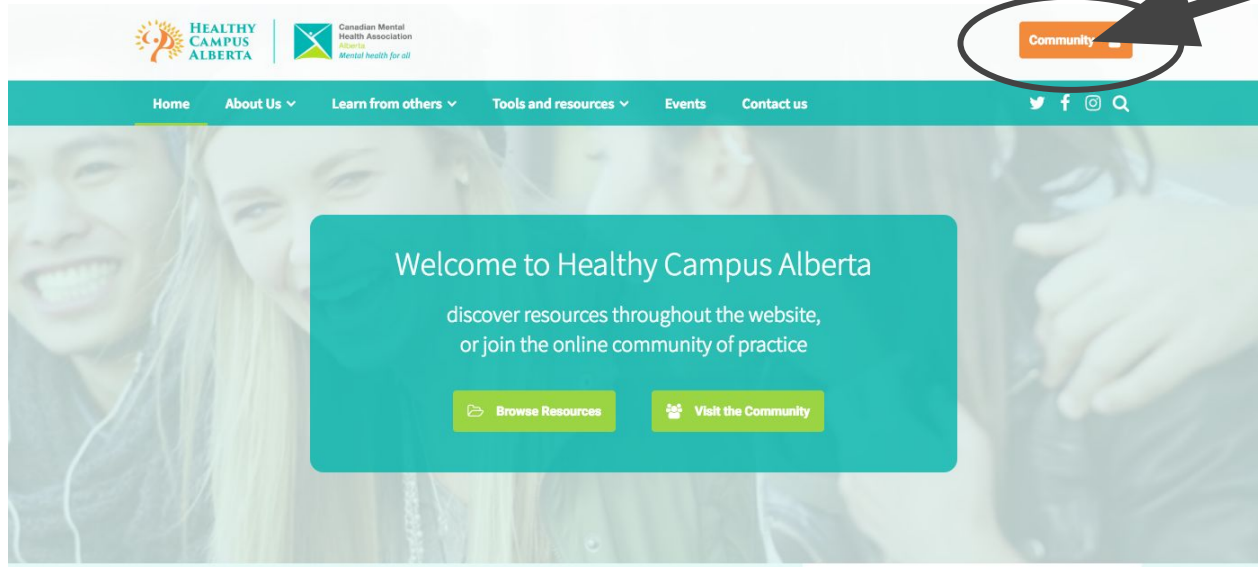 HEALTHY
CAMPUS
ALBERTA
Canadian Mental
Health Association
Alberta
Mental health for all
Community
Home About Us Learn from others Tools and resources Events Contact us
Welcome to Healthy Campus Alberta
discover resources throughout the website,
or join the online community of practice
Browse Resources Visit the Community